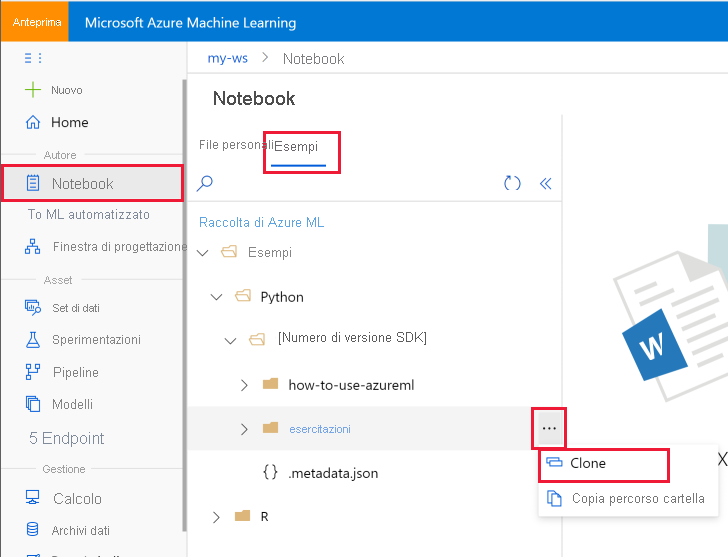 Anteprima
Microsoft Azure Machine Learning
my-ws > Notebook
Nuovo
Home
Autore
Notebook
To ML automatizzato
Finestra di progettazione
Asset
Set di dati
Sperimentazioni
Pipeline
Modelli
5 Endpoint
Gestione
Calcolo
Archivi dati
Notebook
File personali
Esempi
Raccolta di Azure ML
Esempi
Python
[Numero di versione SDK]
how-to-use-azureml
esercitazioni
...
{} .metadata.json
R
Clone
Copia percorso cartella
W
X